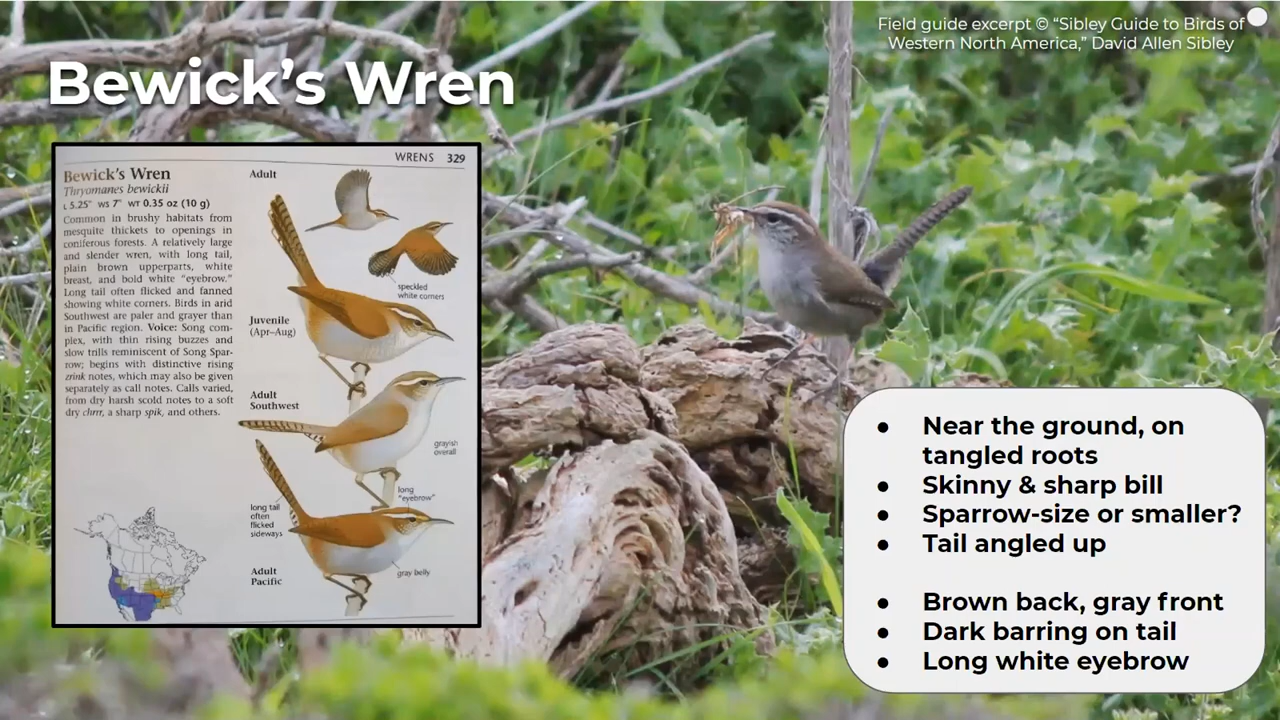 Field guide excerpt © “Sibley Guide to Birds of
Western North America,” David Allen Sibley
Bewick’s Wren
WRENS 329
Bewick’s Wren
Thryomanes bewickii
L 5.25" WS 7" WT 0.35 oz (10 g)
Common in brushy habitats from
mesquite thickets to openings in
coniferous forests. A relatively large
and slender wren, with long tail,
plain brown upperparts, white
breast, and bold white “eyebrow.”
Long tail often flicked and fanned
showing white corners. Birds in arid
Southwest are paler and grayer than
in Pacific region. Voice: Song com-
plex, with thin rising buzzes and
slow trills reminiscent of Song Spar-
row; begins with distinctive rising
zrink notes, which may also be given
separately as call notes. Calls varied,
from dry harsh scold notes to a soft
dry chrr, a sharp spik, and others.
Adult
speckled
white corners
Juvenile
(Apr–Aug)
Adult
Southwest
grayish
overall
long
“eyebrow”
long tail
often
flicked
sideways
gray belly
Adult
Pacific
● Near the ground, on
tangled roots
● Skinny & sharp bill
● Sparrow-size or smaller?
● Tail angled up
● Brown back, gray front
● Dark barring on tail
● Long white eyebrow